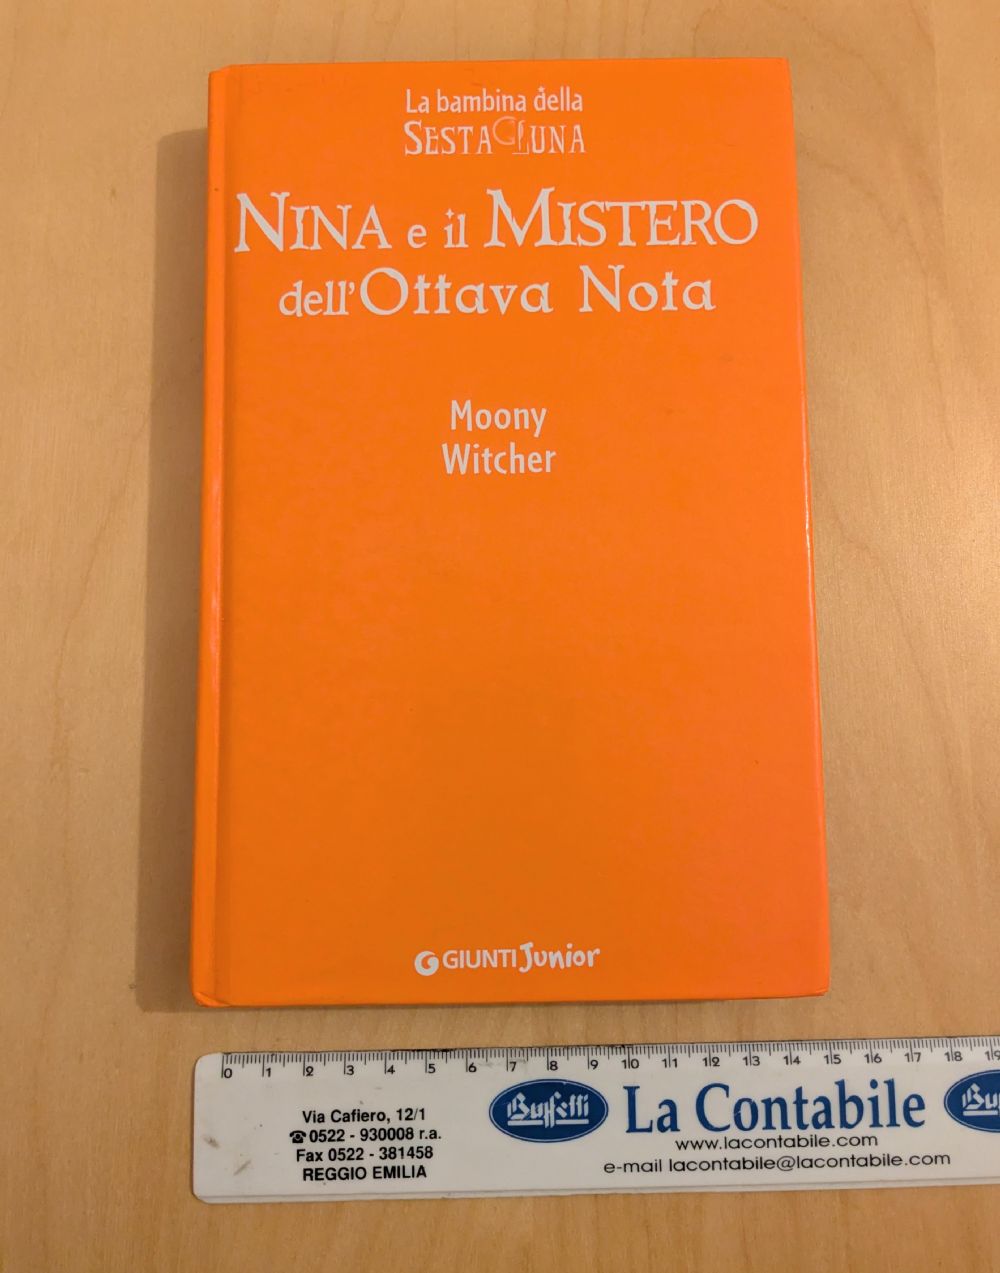 La bambina della
SESTA LUNA
NINA e il MISTERO
dell'Ottava Nota
Moony
Witcher
GIUNTI Junior
0 1 2 3 4 5 6 7 8 9 10 11 12 13 14 15 16 17 18 19
Via Cafiero, 12/1
☎ 0522 - 930008 r.a.
Fax 0522 - 381458
REGGIO EMILIA
Buffetti
La Contabile
www.lacontabile.com
e-mail lacontabile@lacontabile.com
Bu